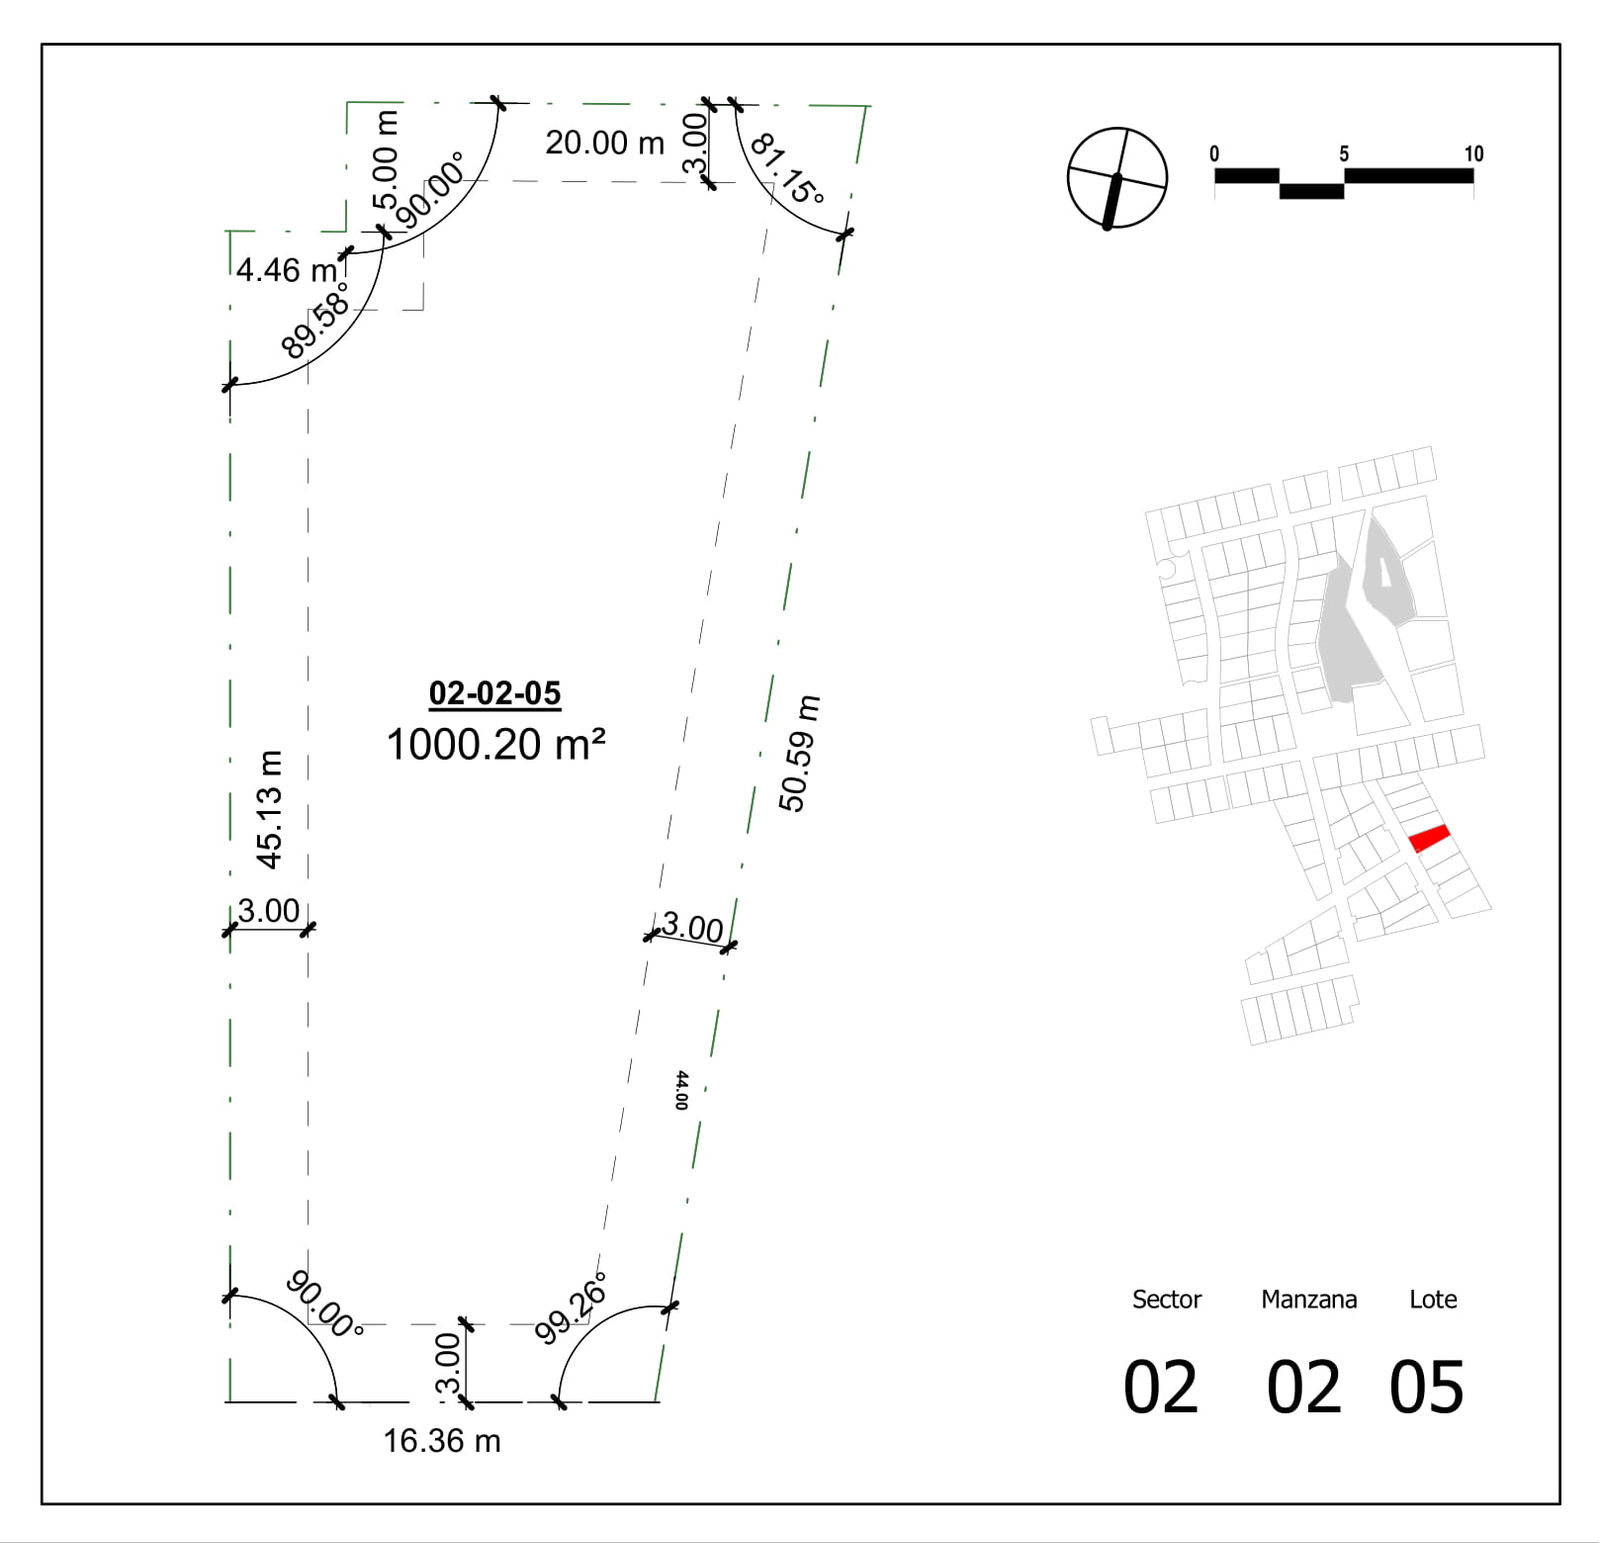 5.00 m
90.00°
20.00 m
3.00
81.15°
4.46 m
89.58°
0 5 10
02-02-05
1000.20 m²
45.13 m
50.59 m
3.00
3.00
44.00
90.00°
99.26°
3.00
16.36 m
Sector Manzana Lote
02 02 05